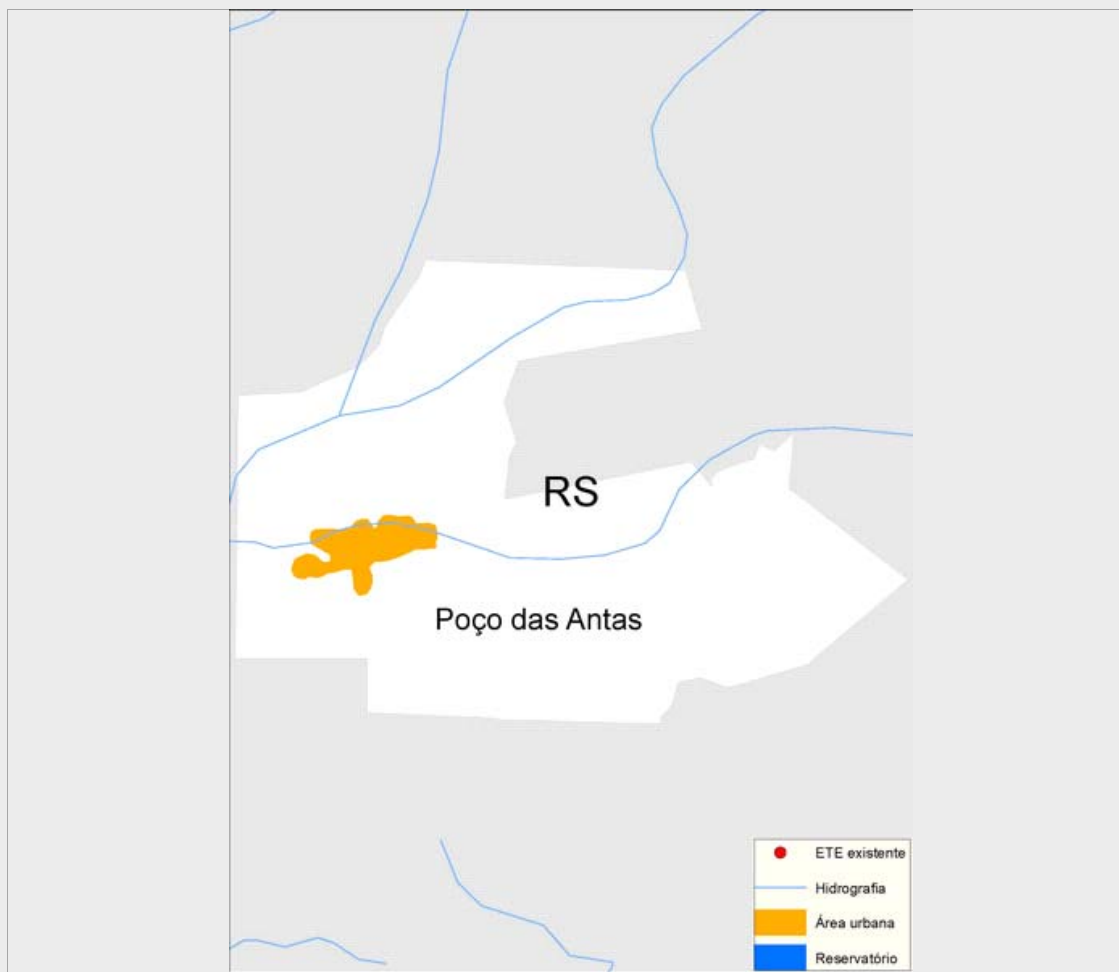 RS
Poço das Antas
ETE existente
Hidrografia
Área urbana
Reservatório